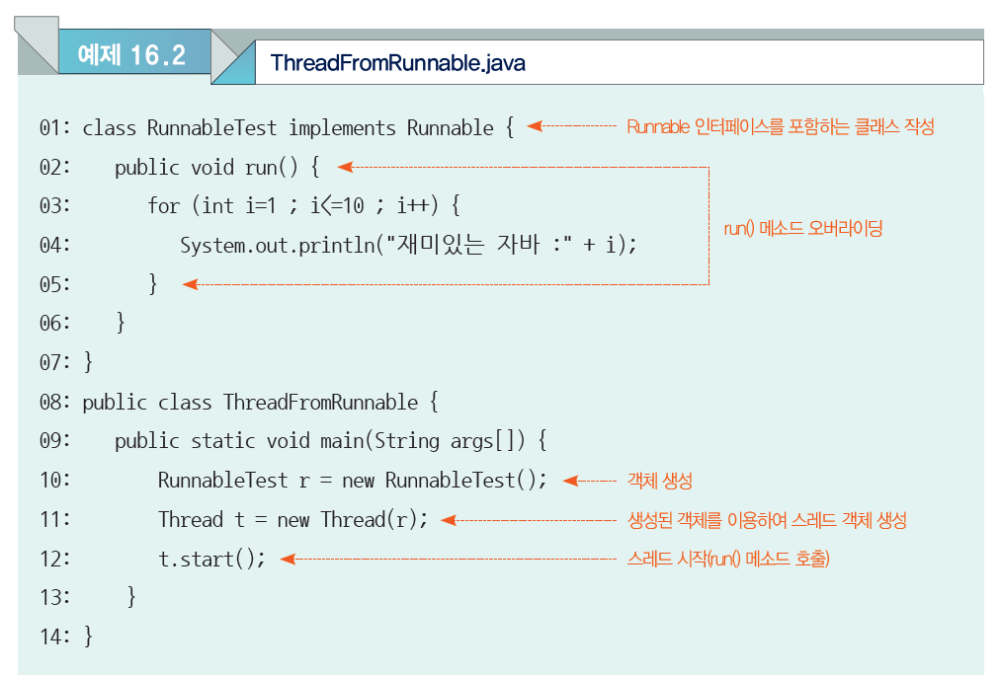 예제 16.2
ThreadFromRunnable.java
01: class RunnableTest implements Runnable { Runnable 인터페이스를 포함하는 클래스 작성
02: public void run() {
03: for (int i=1 ; i<=10 ; i++) {
run() 메소드 오버라이딩
04: System.out.println("재미있는 자바 :" + i);
05: }
06: }
07: }
08: public class ThreadFromRunnable {
09: public static void main(String args[]) {
10: RunnableTest r = new RunnableTest(); 객체 생성
11: Thread t = new Thread(r); 생성된 객체를 이용하여 스레드 객체 생성
12: t.start(); 스레드 시작(run() 메소드 호출)
13: }
14: }